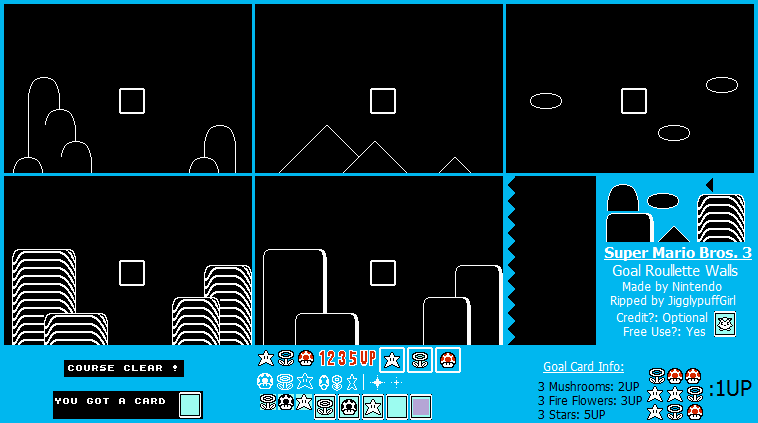 Super Mario Bros. 3
Goal Roullette Walls
Made by Nintendo
Ripped by JigglypuffGirl
Credit?: Optional
Free Use?: Yes
COURSE CLEAR !
YOU GOT A CARD
1235UP
Goal Card Info:
3 Mushrooms: 2UP
3 Fire Flowers: 3UP
3 Stars: 5UP
:1UP